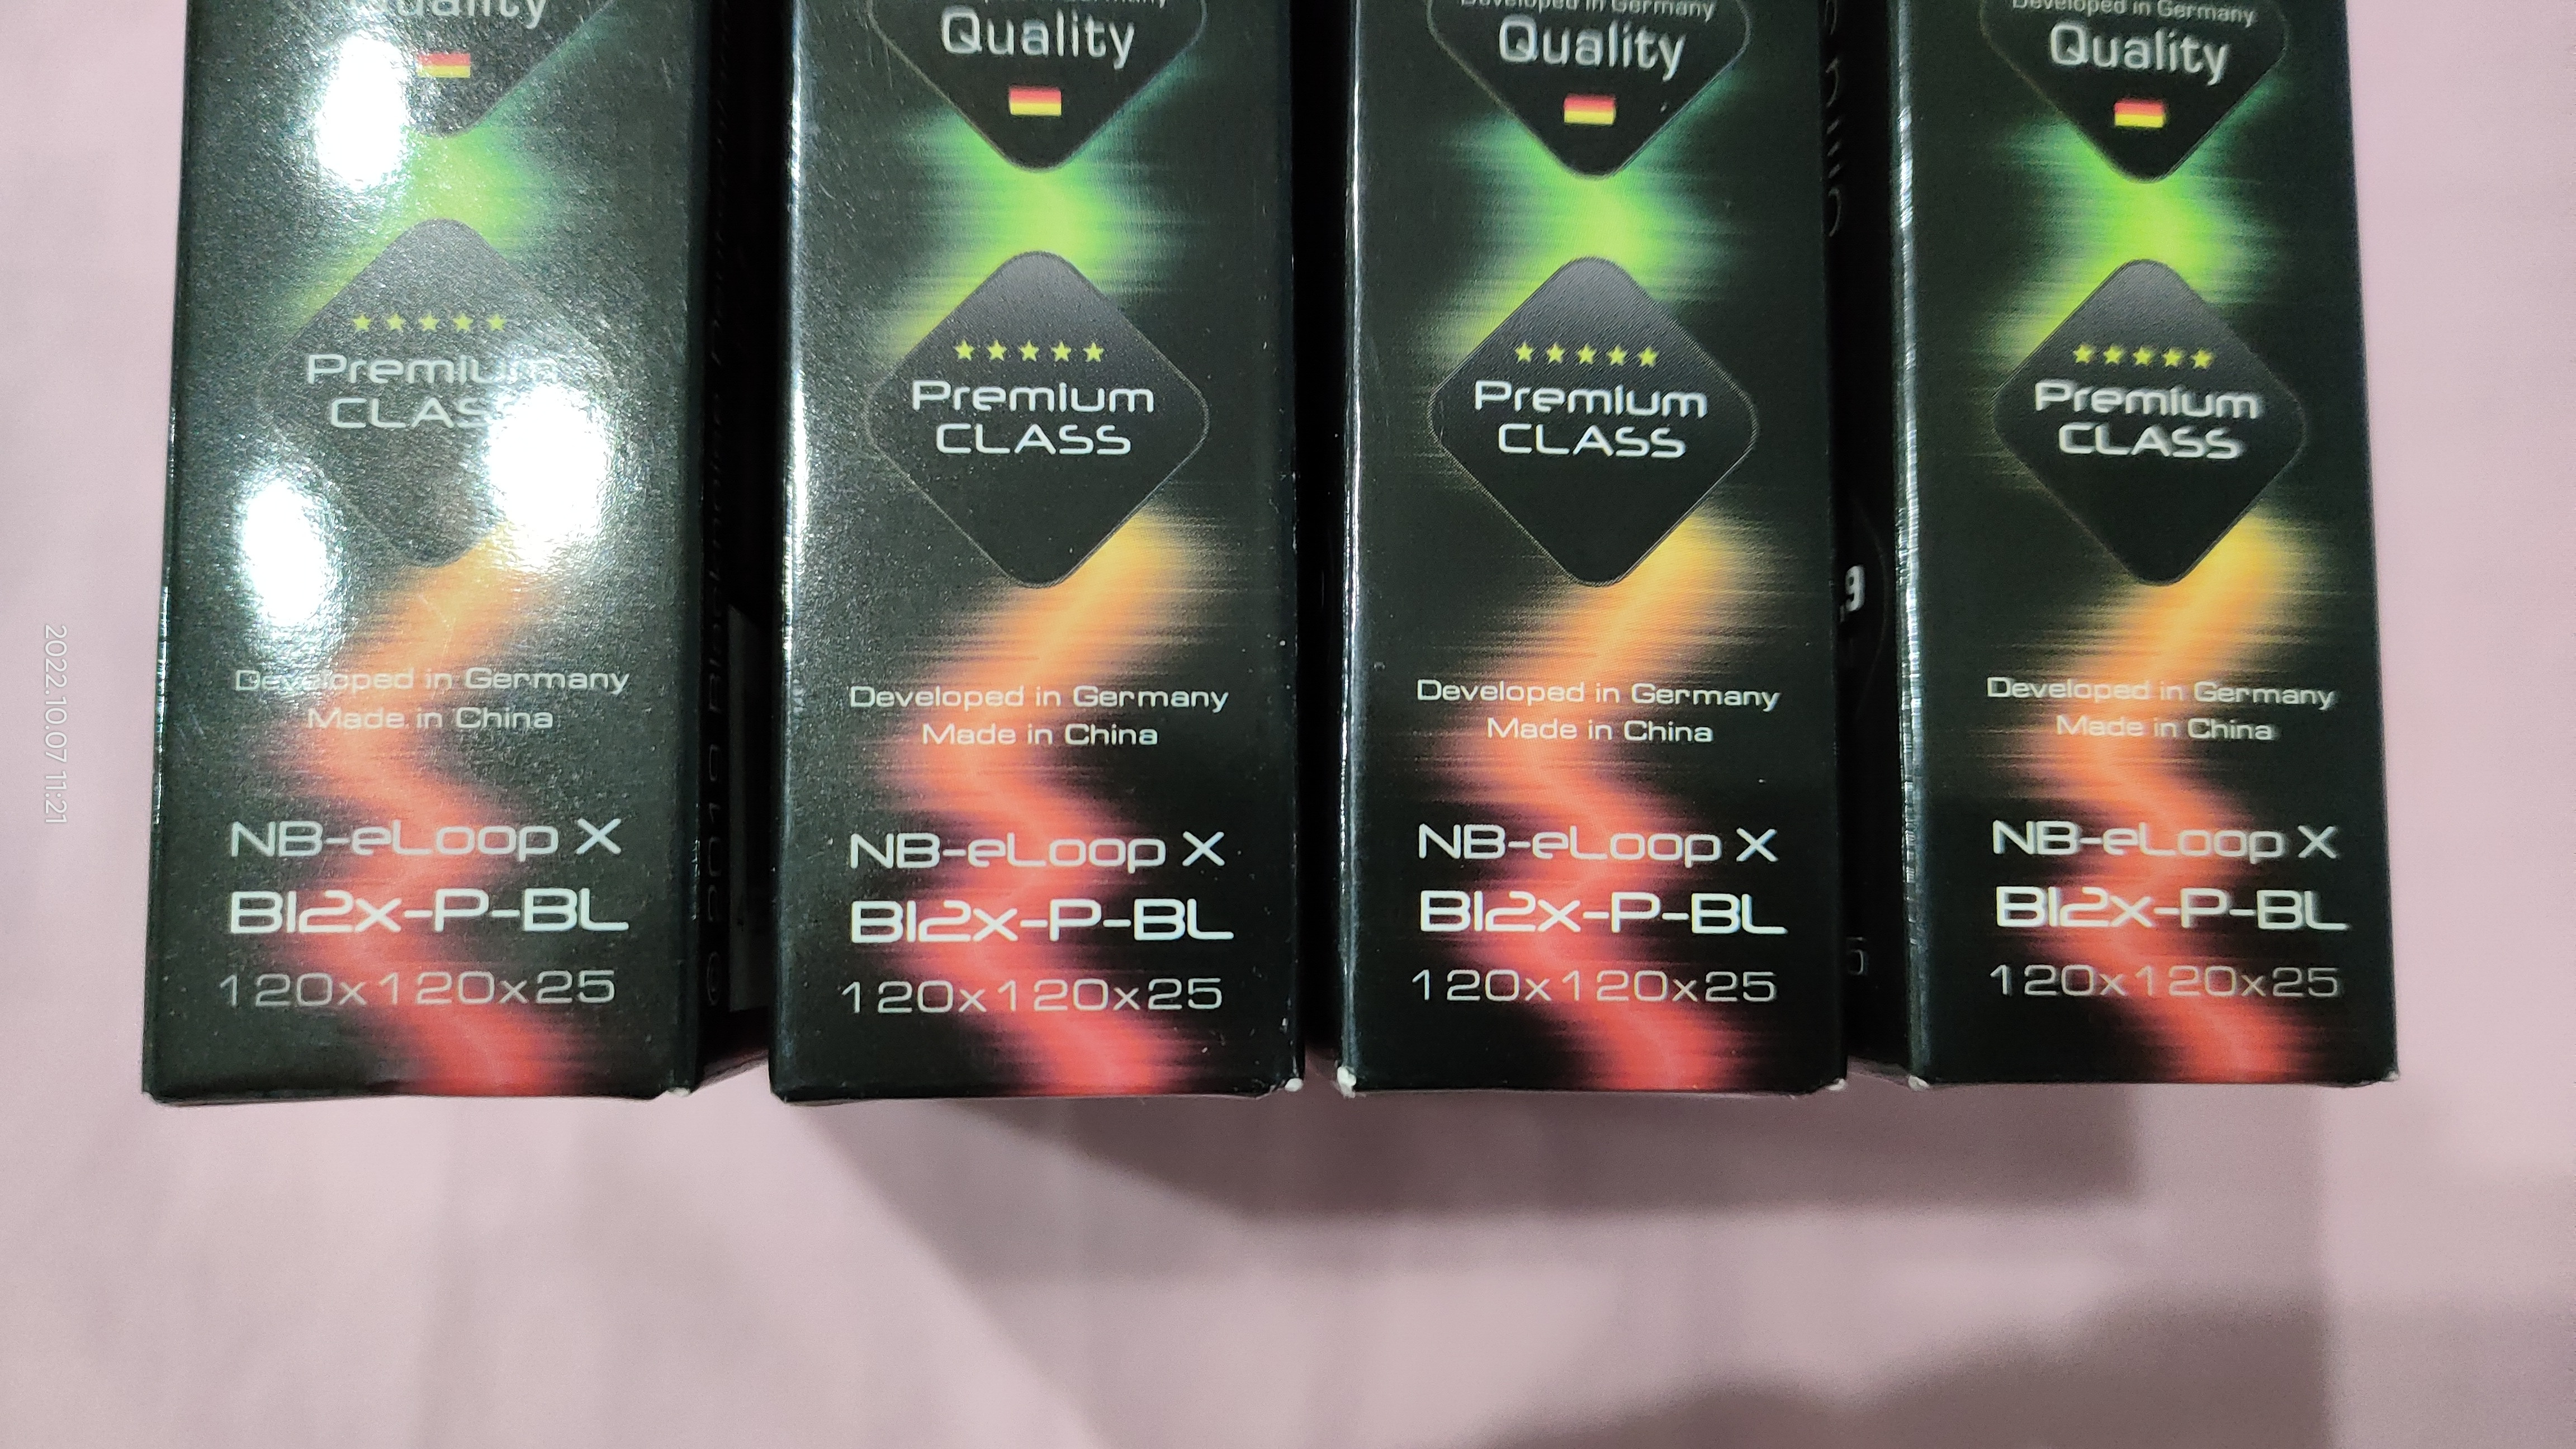 Quality
Premium
CLASS
Developed in Germany
Made in China
NB-eLoop X
B12x-P-BL
120x120x25
Quality
Premium
CLASS
Developed in Germany
Made in China
NB-eLoop X
B12x-P-BL
120x120x25
Developed in Germany
Quality
Premium
CLASS
Developed in Germany
Made in China
NB-eLoop X
B12x-P-BL
120x120x25
Developed in Germany
Quality
Premium
CLASS
Developed in Germany
Made in China
NB-eLoop X
B12x-P-BL
120x120x25
2022.10.07 11:21